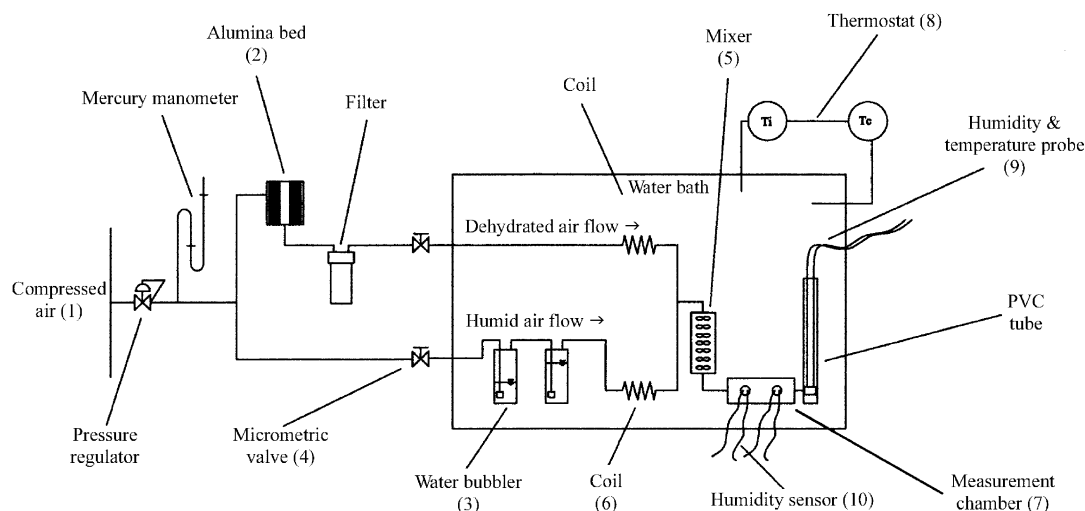 Alumina bed
(2)
Mercury manometer
Filter
Coil
Mixer
(5)
Thermostat (8)
Ti
Tc
Humidity &
temperature probe
(9)
Water bath
Dehydrated air flow →
Compressed
air (1)
Humid air flow →
PVC
tube
Pressure
regulator
Micrometric
valve (4)
Water bubbler
(3)
Coil
(6)
Humidity sensor (10)
Measurement
chamber (7)